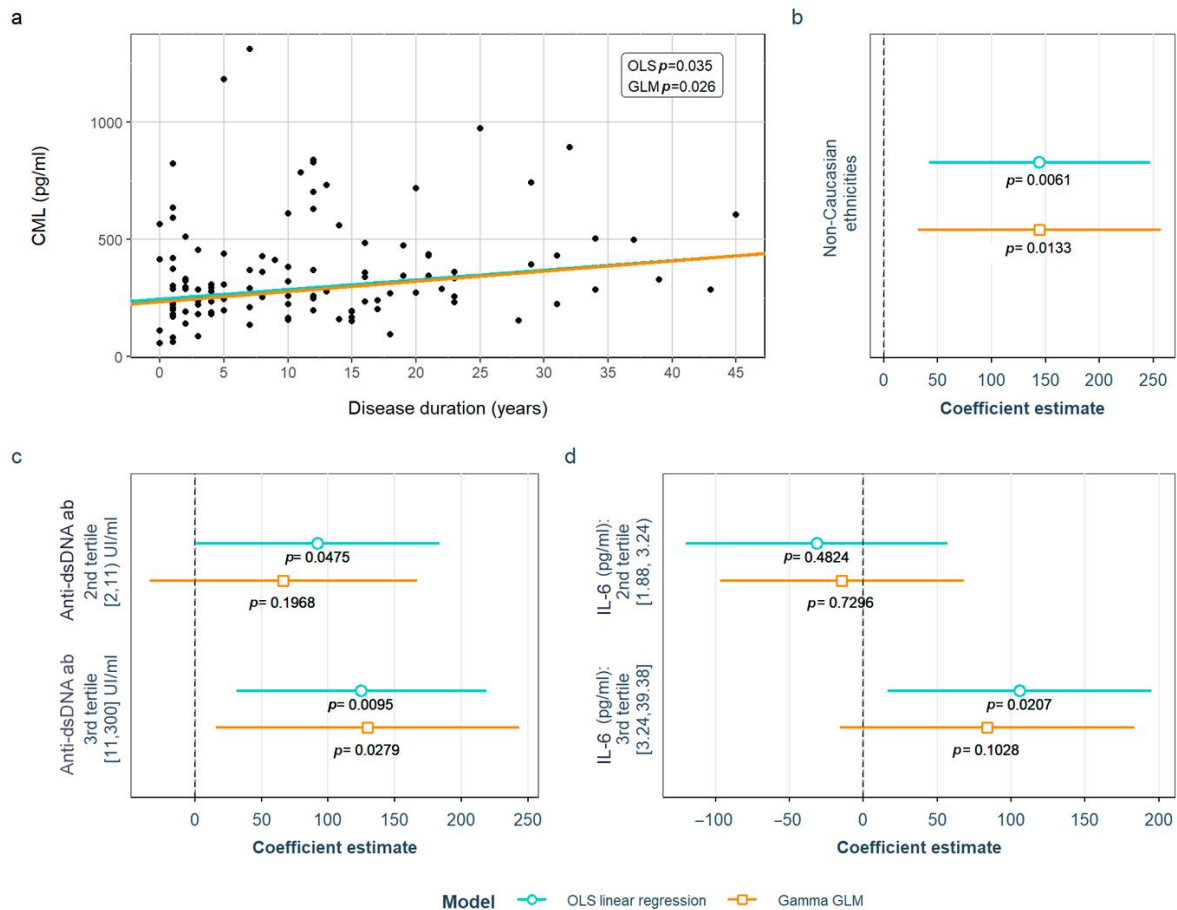 a
CML (pg/ml)
1000
500
0
OLS p=0.035
GLM p=0.026
0 5 10 15 20 25 30 35 40 45
Disease duration (years)
b
Non-Caucasian
ethnicities
p= 0.0061
p= 0.0133
0 50 100 150 200 250
Coefficient estimate
c
Anti-dsDNA ab
2nd tertile
[2,11) UI/ml
p= 0.0475
p= 0.1968
Anti-dsDNA ab
3rd tertile
[11,300] UI/ml
p= 0.0095
p= 0.0279
0 50 100 150 200 250
Coefficient estimate
d
IL-6 (pg/ml):
2nd tertile
[1.88, 3.24)
p= 0.4824
p= 0.7296
IL-6 (pg/ml):
3rd tertile
[3.24,39.38]
p= 0.0207
p= 0.1028
−100 −50 0 50 100 150 200
Coefficient estimate
Model OLS linear regression Gamma GLM